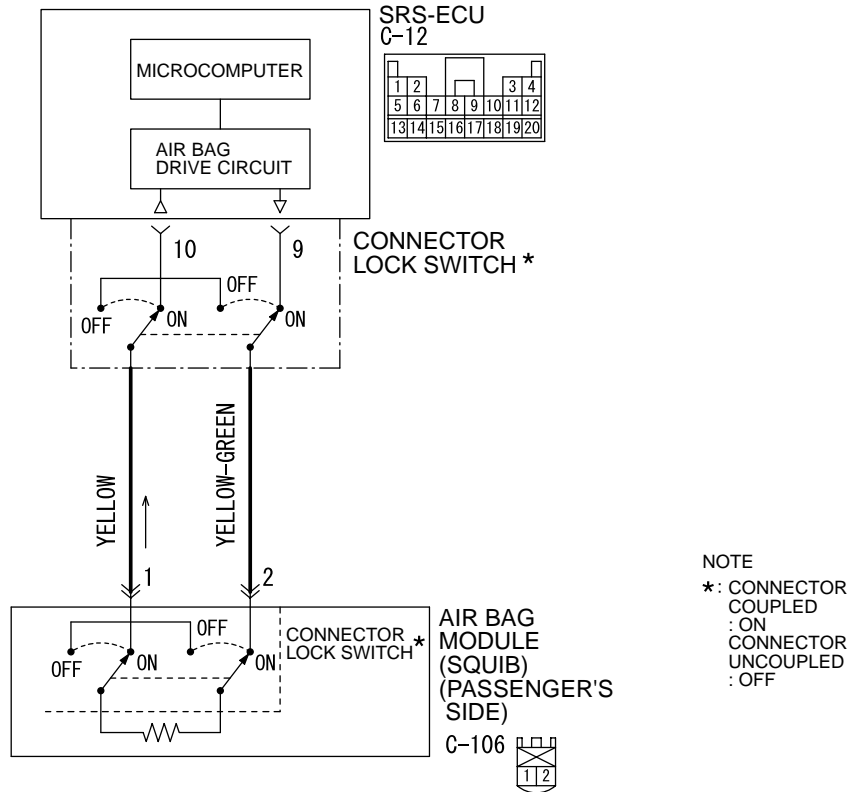 SRS-ECU
C-12
MICROCOMPUTER
AIR BAG
DRIVE CIRCUIT
1 2 3 4
5 6 7 8 9 10 11 12
13 14 15 16 17 18 19 20
10 9
CONNECTOR
LOCK SWITCH *
OFF ON OFF ON
YELLOW
YELLOW-GREEN
1 2
OFF ON OFF ON
CONNECTOR
LOCK SWITCH *
AIR BAG
MODULE
(SQUIB)
(PASSENGER'S
SIDE)
C-106
1 2
NOTE
*: CONNECTOR
COUPLED
: ON
CONNECTOR
UNCOUPLED
: OFF